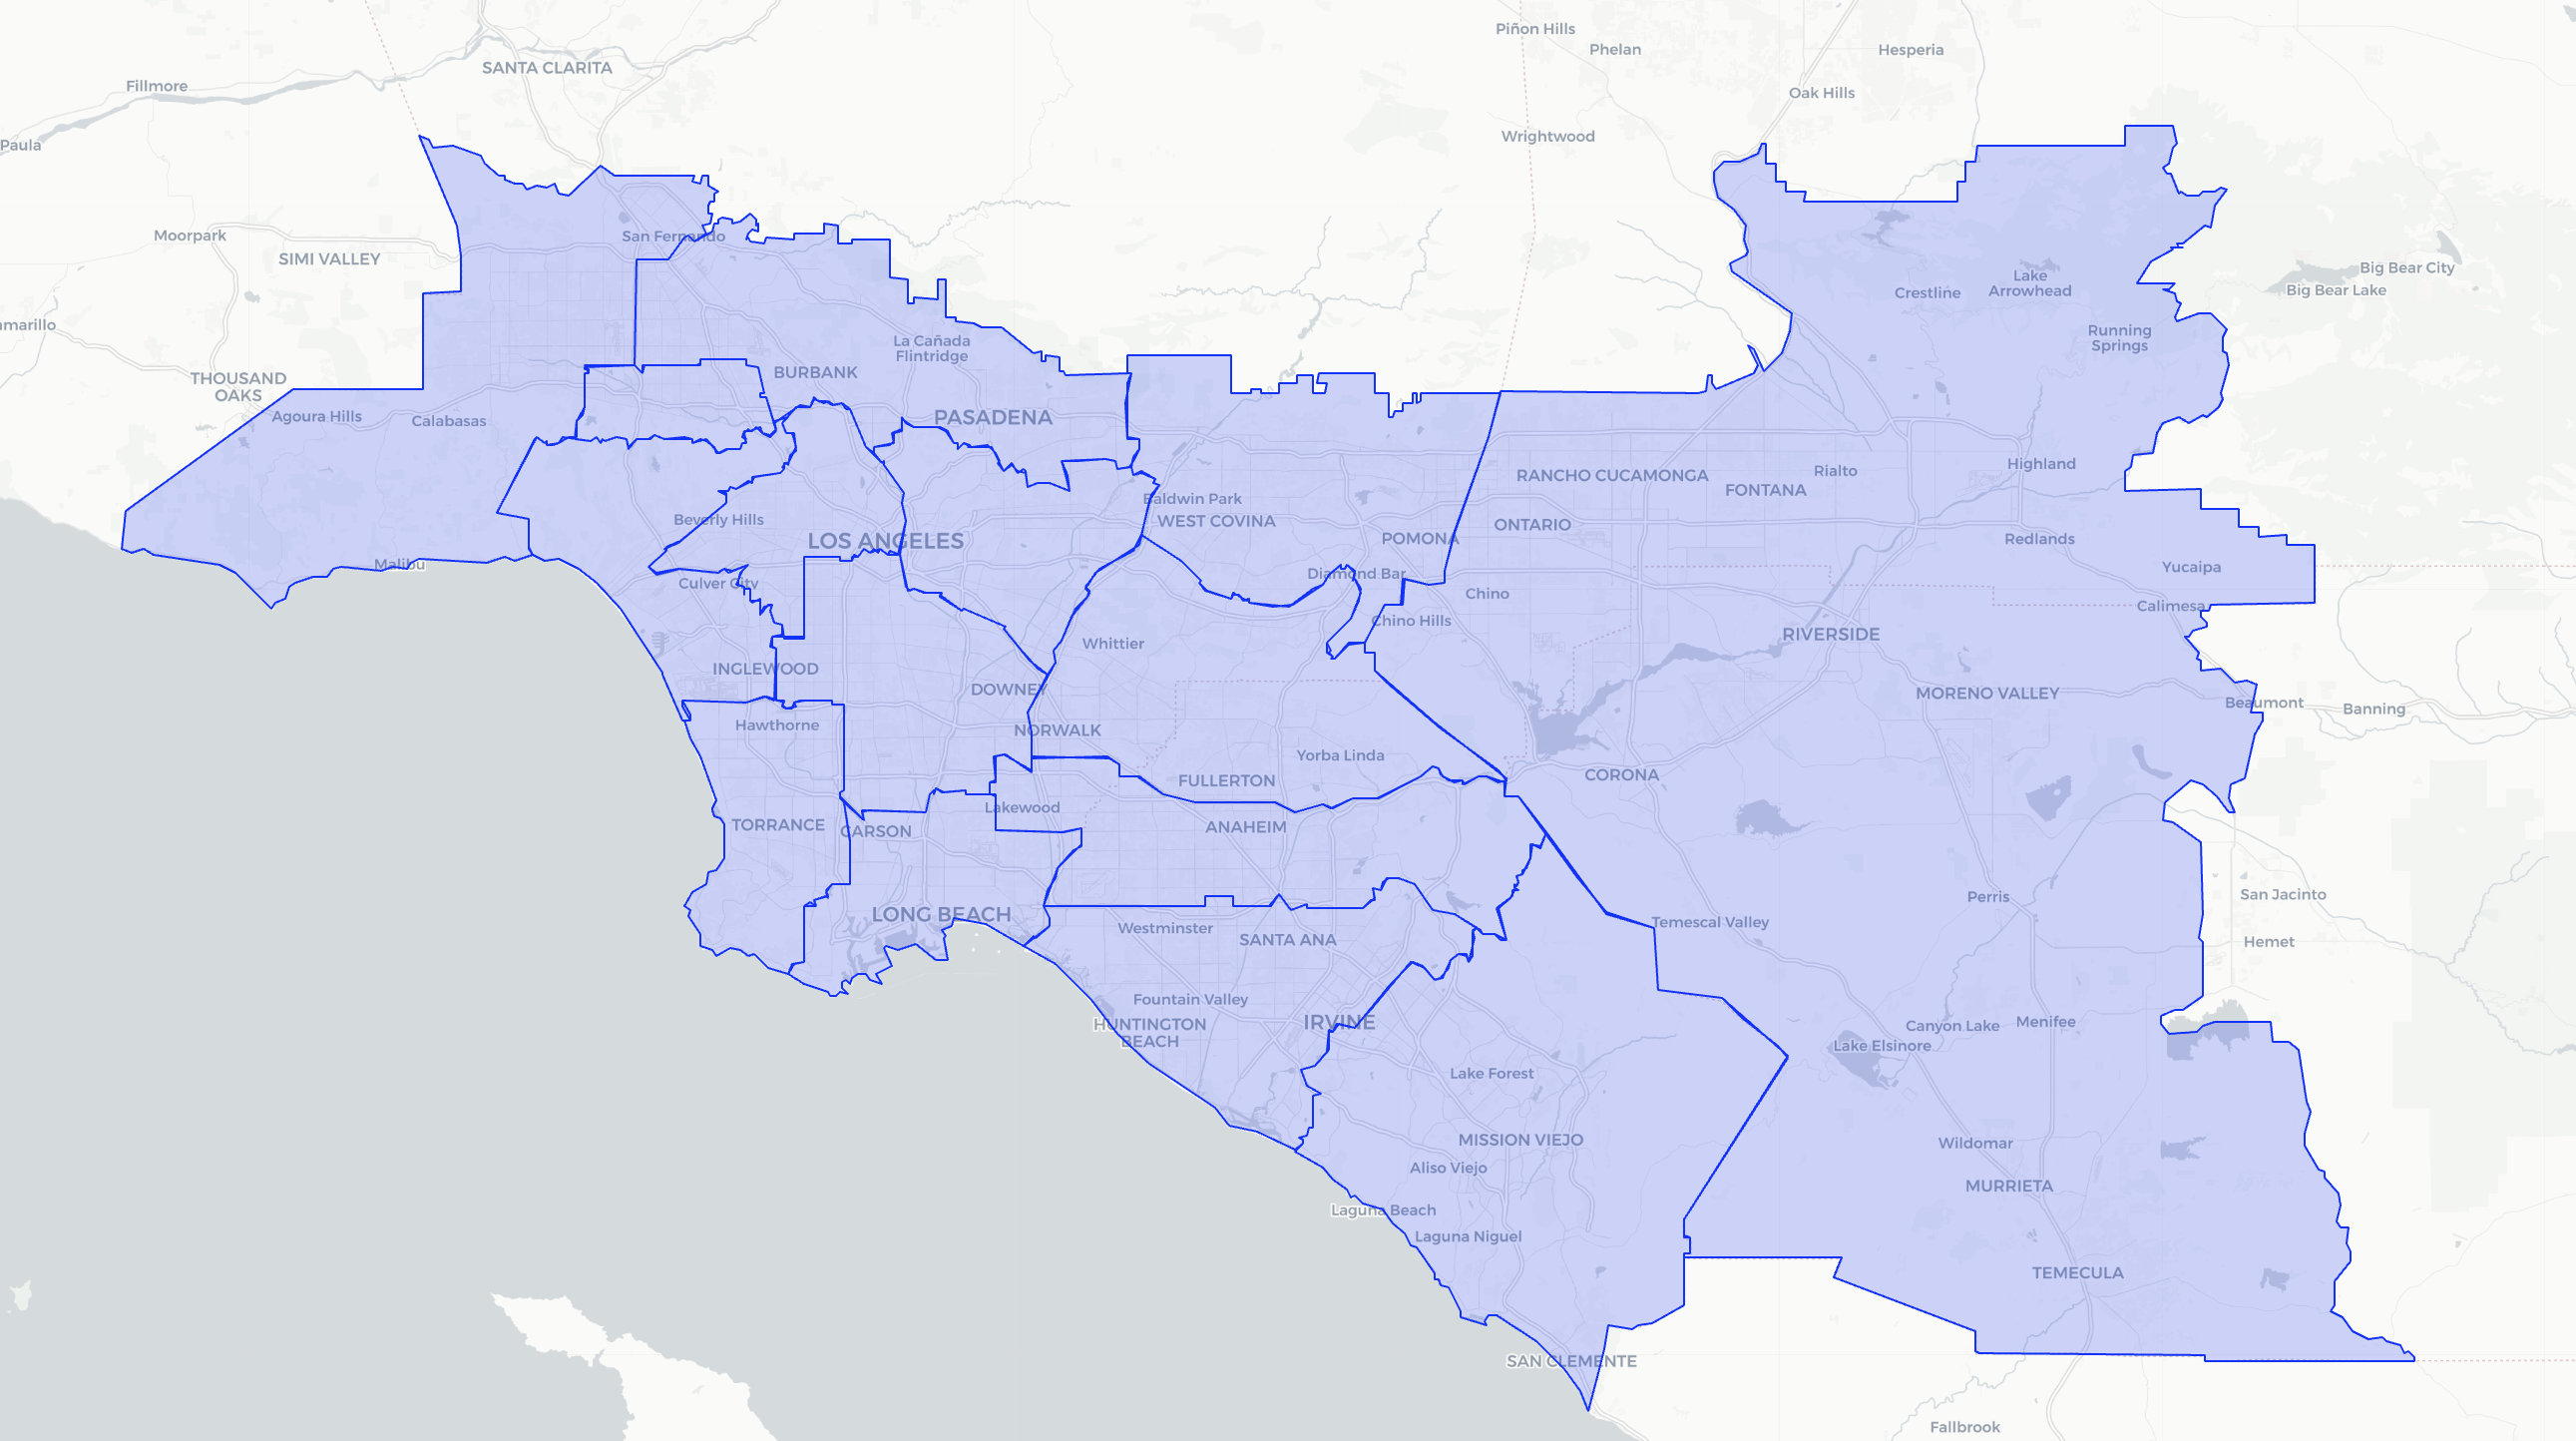 Piñon Hills
Phelan
Hesperia
SANTA CLARITA
Fillmore
Oak Hills
Wrightwood
Paula
Moorpark
San Fernando
SIMI VALLEY
Big Bear City
Lake
Arrowhead
Crestline
Big Bear Lake
amarillo
Running
Springs
La Cañada
Flintridge
BURBANK
THOUSAND
OAKS
Agoura Hills
Calabasas
PASADENA
Highland
Rialto
RANCHO CUCAMONGA
FONTANA
Baldwin Park
WEST COVINA
Beverly Hills
ONTARIO
LOS ANGELES
POMONA
Redlands
Malibu
Culver City
Diamond Bar
Yucaipa
Chino
Calimesa
Chino Hills
RIVERSIDE
Whittier
INGLEWOOD
DOWNEY
MORENO VALLEY
Beaumont
Banning
Hawthorne
NORWALK
Yorba Linda
FULLERTON
CORONA
Lakewood
TORRANCE
CARSON
ANAHEIM
Perris
San Jacinto
LONG BEACH
Westminster
SANTA ANA
Temescal Valley
Hemet
Fountain Valley
HUNTINGTON
BEACH
IRVINE
Canyon Lake
Menifee
Lake Elsinore
Lake Forest
MISSION VIEJO
Wildomar
Aliso Viejo
MURRIETA
Laguna Beach
Laguna Niguel
TEMECULA
SAN CLEMENTE
Fallbrook